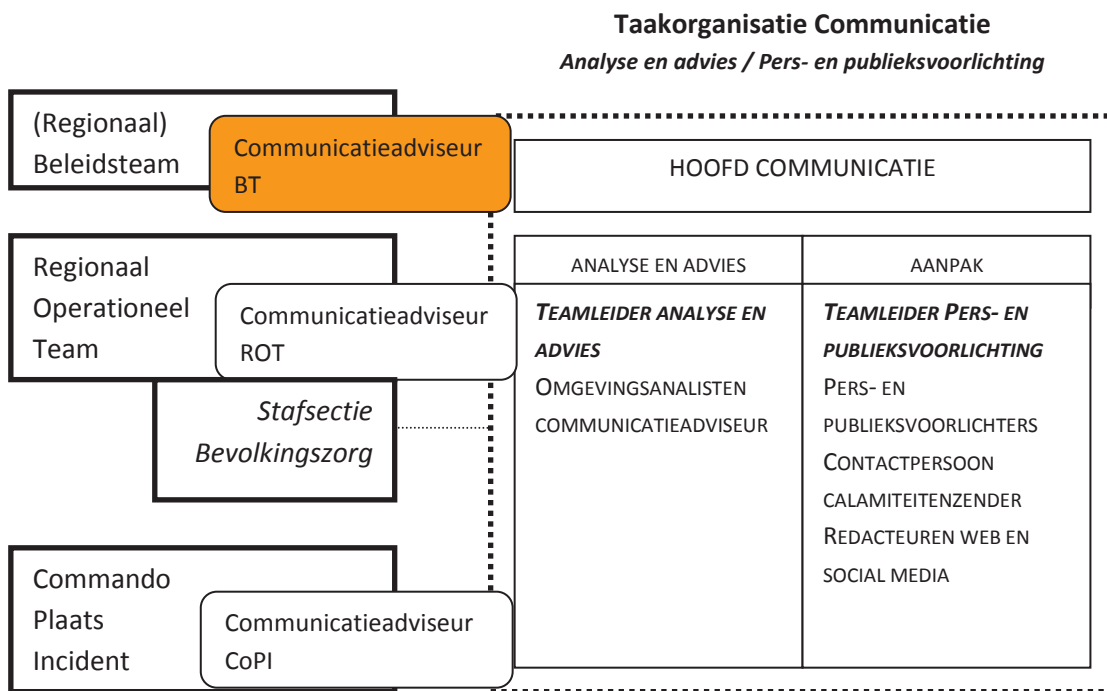 Taakorganisatie Communicatie
Analyse en advies / Pers- en publieksvoorlichting
(Regionaal)
Beleidsteam
Communicatieadviseur
BT
HOOFD COMMUNICATIE
Regionaal
Operationeel
Team
Communicatieadviseur
ROT
Stafsectie
Bevolkingszorg
Commando
Plaats
Incident
Communicatieadviseur
CoPI
ANALYSE EN ADVIES
TEAMLEIDER ANALYSE EN
ADVIES
OMGEVINGSANALISTEN
COMMUNICATIEADVISEUR
AANPAK
TEAMLEIDER PERS- EN
PUBLIEKSVOORLICHTING
PERS- EN
PUBLIEKSVOORLICHTERS
CONTACTPERSOON
CALAMITEITENZENDER
REDACTEUREN WEB EN
SOCIAL MEDIA